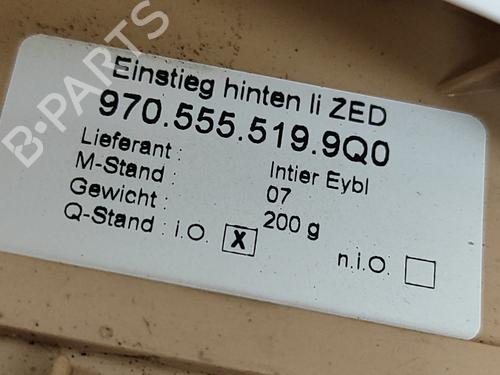 Einstieg hinten li ZED
970.555.519.9Q0
Lieferant : Intier Eybl
M-Stand : 07
Gewicht : 200 g
Q-Stand : i.O. X n.i.O.
B-PARTS